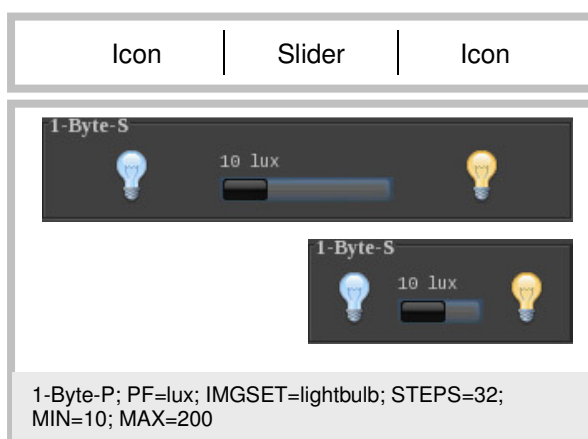 Icon Slider Icon
1-Byte-S
10 lux
1-Byte-S
10 lux
1-Byte-P; PF=lux; IMGSET=lightbulb; STEPS=32;
MIN=10; MAX=200